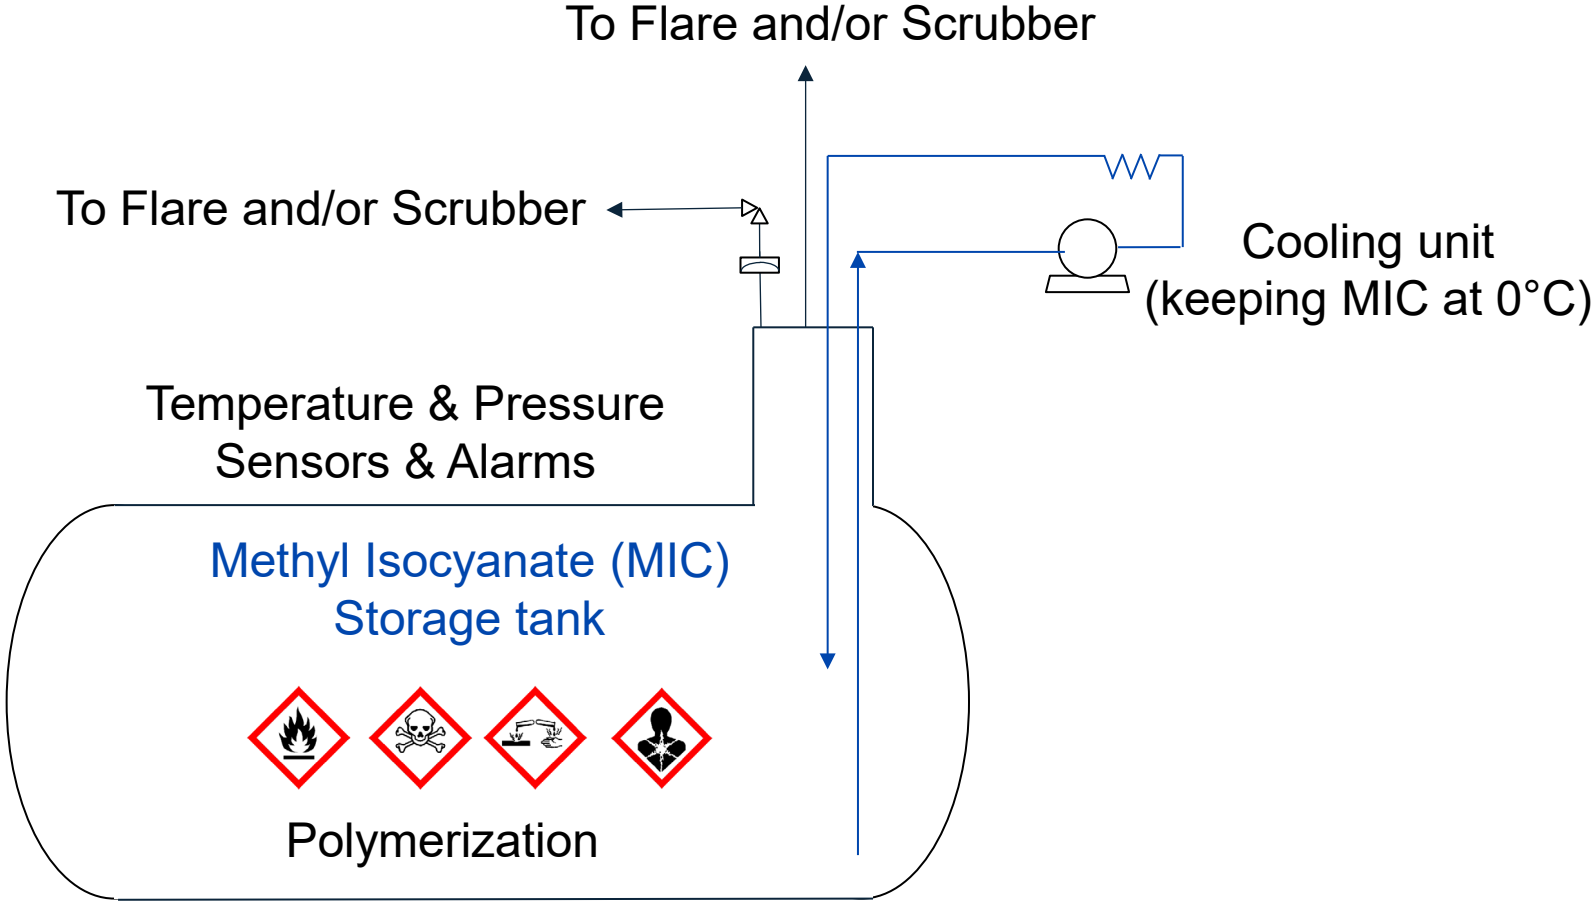 To Flare and/or Scrubber
To Flare and/or Scrubber
Cooling unit
(keeping MIC at 0°C)
Temperature & Pressure
Sensors & Alarms
Methyl Isocyanate (MIC)
Storage tank
Polymerization